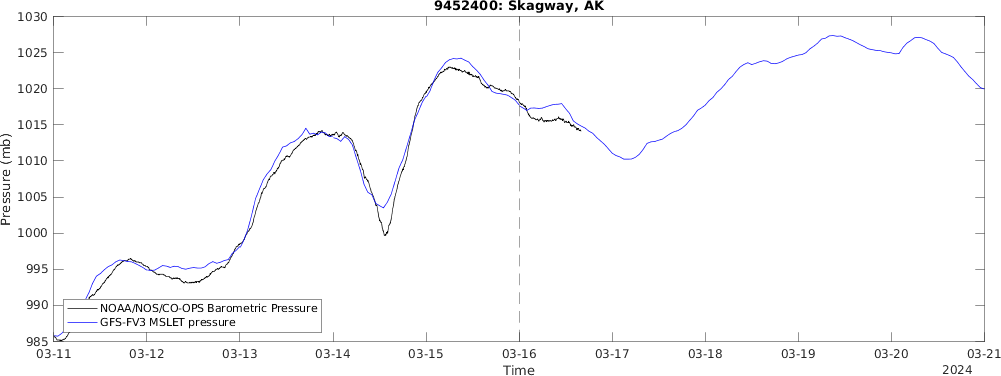 9452400: Skagway, AK
Pressure (mb)
1030
1025
1020
1015
1010
1005
1000
995
990
985
NOAA/NOS/CO-OPS Barometric Pressure
GFS-FV3 MSLET pressure
03-11 03-12 03-13 03-14 03-15 03-16 03-17 03-18 03-19 03-20 03-21
Time
2024